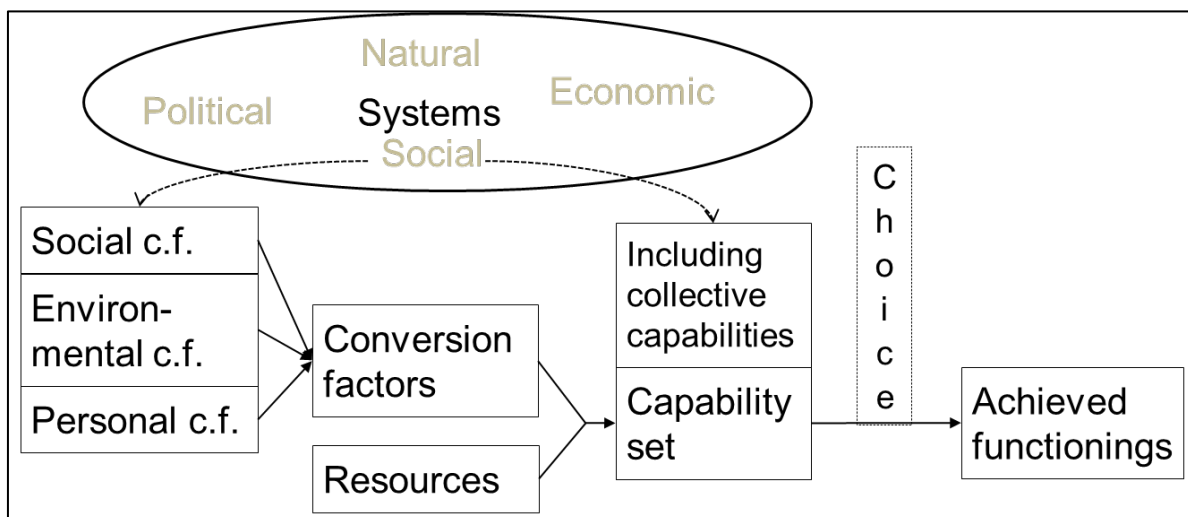 Natural
Political
Economic
Systems
Social
Choice
Social c.f.
Environ-
mental c.f.
Personal c.f.
Conversion
factors
Resources
Including
collective
capabilities
Capability
set
Achieved
functionings